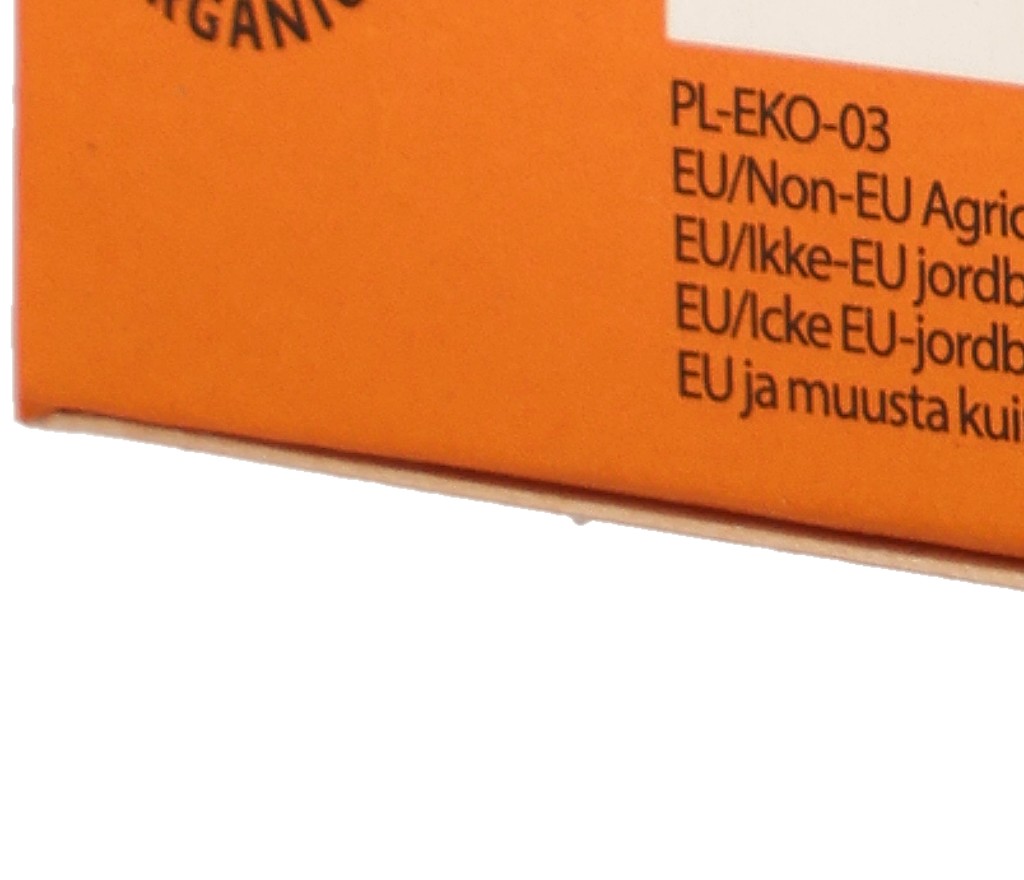 ORGANIC
PL-EKO-03
EU/Non-EU Agric
EU/Ikke-EU jordb
EU/Icke EU-jordb
EU ja muusta kui